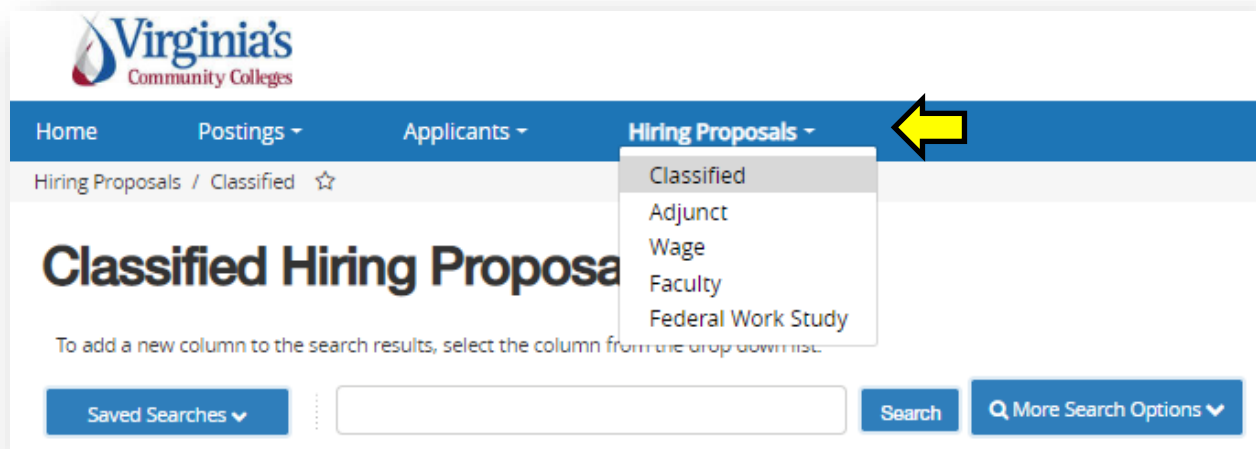 Virginia's
Community Colleges
Home Postings Applicants Hiring Proposals
Hiring Proposals / Classified
Classified
Adjunct
Wage
Faculty
Federal Work Study
Classified Hiring Proposa
To add a new column to the search results, select the column from the drop down list.
Saved Searches Search More Search Options